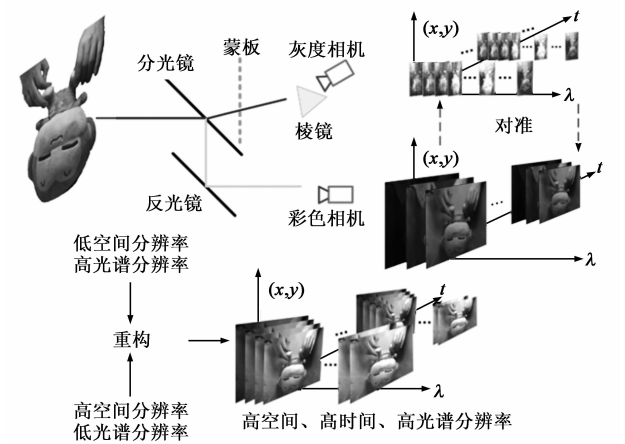 (x,y)
t
蒙板
灰度相机
分光镜
棱镜
λ
对准
(x,y)
t
反光镜
彩色相机
λ
低空间分辨率
高光谱分辨率
(x,y)
t
重构
λ
高空间分辨率
低光谱分辨率
高空间、高时间、高光谱分辨率